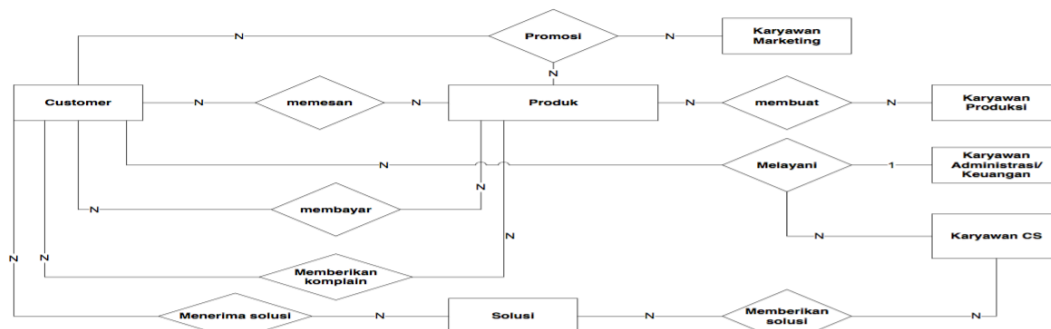 Promosi
Karyawan
Marketing
N
N
N
Customer
N
memesan
N
Produk
N
membuat
N
Karyawan
Produksi
N
Melayani
1
Karyawan
Administrasi/
Keuangan
N
N
membayar
N
N
Karyawan CS
N
N
N
Memberikan
komplain
Menerima solusi
N
Solusi
N
Memberikan
solusi
N